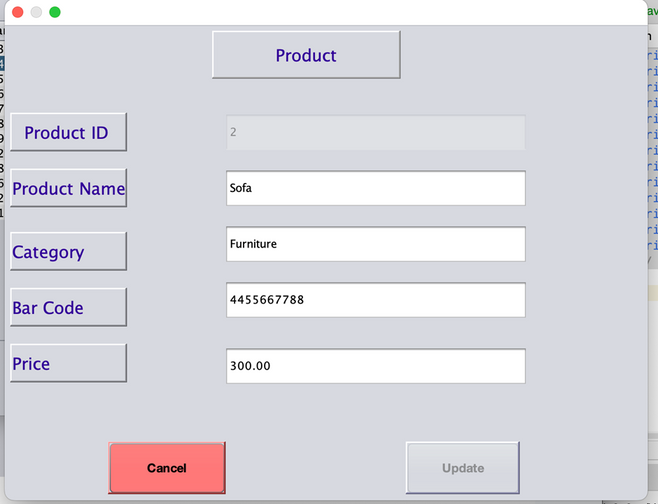 Product
Product ID
2
Product Name
Sofa
Category
Furniture
Bar Code
4455667788
Price
300.00
Cancel
Update